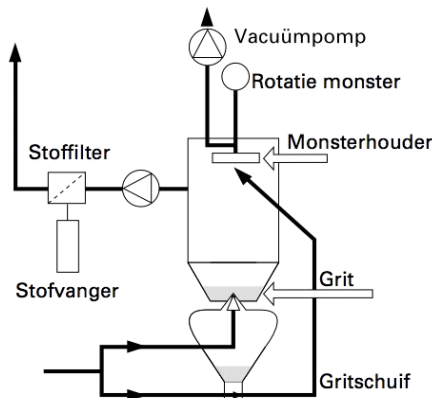 Vacuümpomp
Rotatie monster
Monsterhouder
Stoffilter
Stofvanger
Grit
Gritschuif